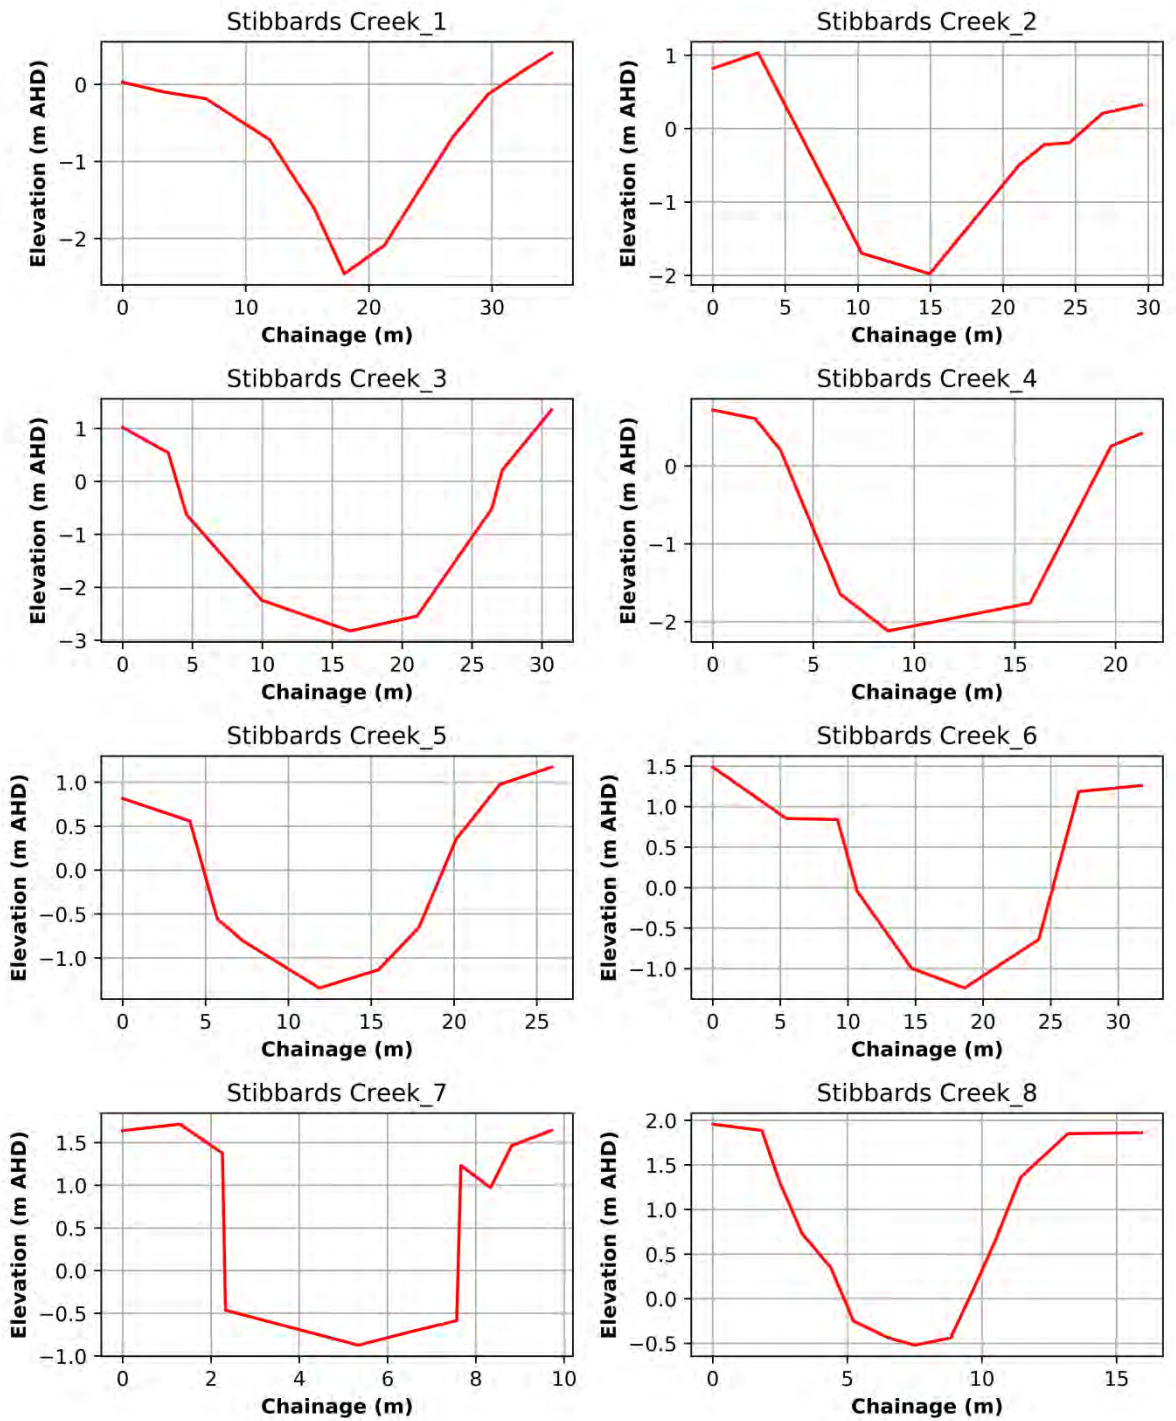 Stibbards Creek_1
0
−1
−2
Elevation (m AHD)
0 10 20 30
Chainage (m)
Stibbards Creek_2
1
0
−1
−2
Elevation (m AHD)
0 5 10 15 20 25 30
Chainage (m)
Stibbards Creek_3
1
0
−1
−2
−3
Elevation (m AHD)
0 5 10 15 20 25 30
Chainage (m)
Stibbards Creek_4
0
−1
−2
Elevation (m AHD)
0 5 10 15 20
Chainage (m)
Stibbards Creek_5
1.0
0.5
0.0
−0.5
−1.0
Elevation (m AHD)
0 5 10 15 20 25
Chainage (m)
Stibbards Creek_6
1.5
1.0
0.5
0.0
−0.5
−1.0
Elevation (m AHD)
0 5 10 15 20 25 30
Chainage (m)
Stibbards Creek_7
1.5
1.0
0.5
0.0
−0.5
−1.0
Elevation (m AHD)
0 2 4 6 8 10
Chainage (m)
Stibbards Creek_8
2.0
1.5
1.0
0.5
0.0
−0.5
Elevation (m AHD)
0 5 10 15
Chainage (m)